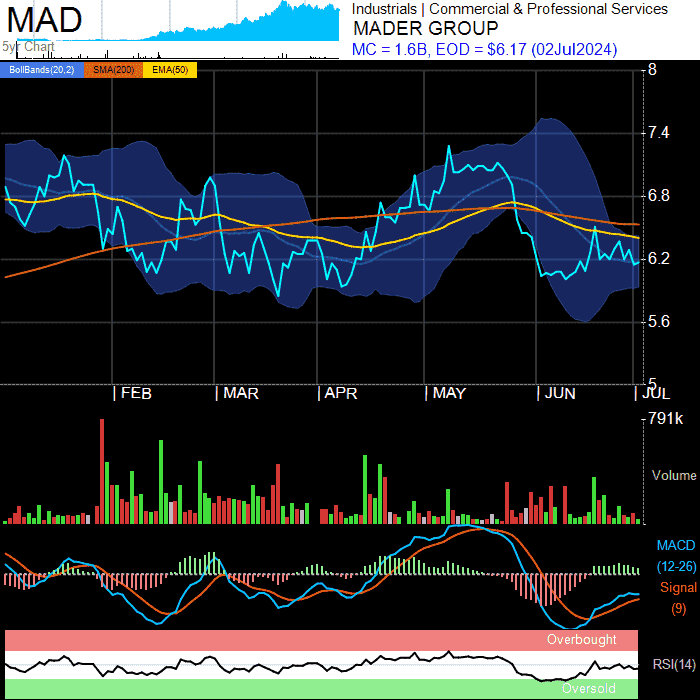 MAD
Industrials | Commercial & Professional Services
MADER GROUP
5yr Chart
MC = 1.6B, EOD = $6.17 (02Jul2024)
BollBands(20,2) SMA(200) EMA(50)
8
7.4
6.8
6.2
5.6
5
FEB MAR APR MAY JUN JUL
791k
Volume
MACD
(12-26)
Signal
(9)
Overbought
RSI(14)
Oversold